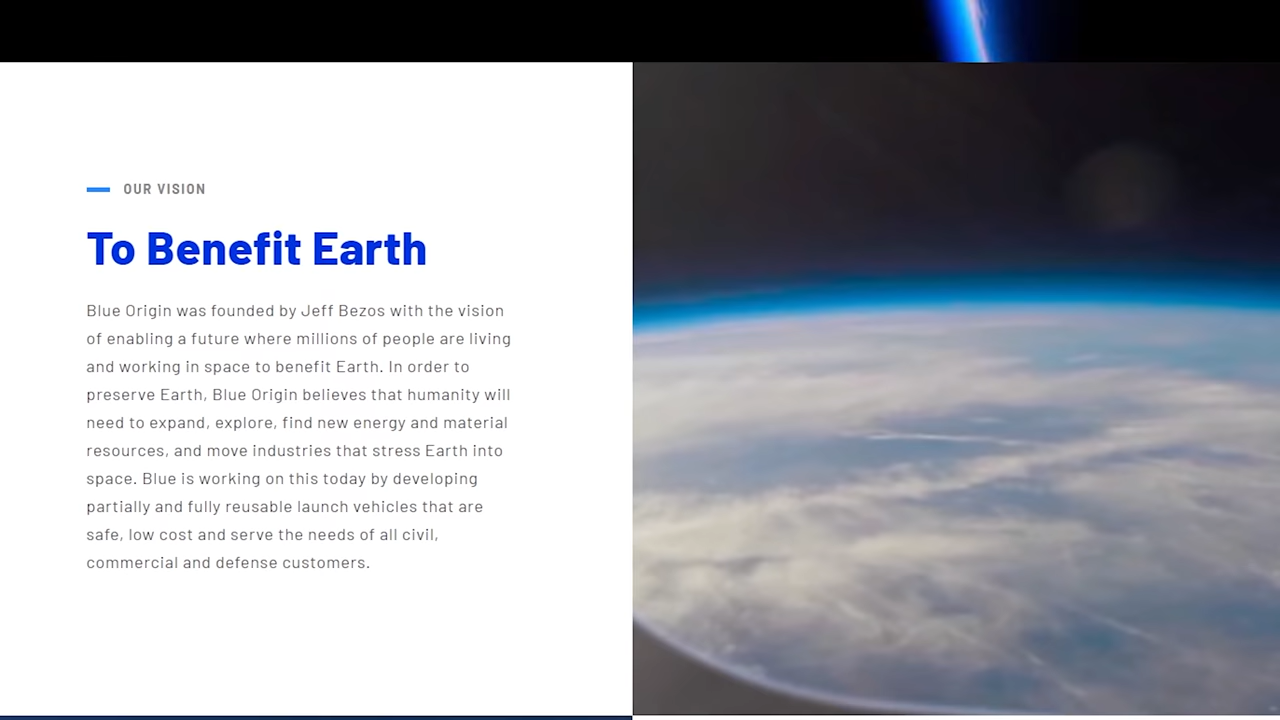 OUR VISION
To Benefit Earth
Blue Origin was founded by Jeff Bezos with the vision
of enabling a future where millions of people are living
and working in space to benefit Earth. In order to
preserve Earth, Blue Origin believes that humanity will
need to expand, explore, find new energy and material
resources, and move industries that stress Earth into
space. Blue is working on this today by developing
partially and fully reusable launch vehicles that are
safe, low cost and serve the needs of all civil,
commercial and defense customers.